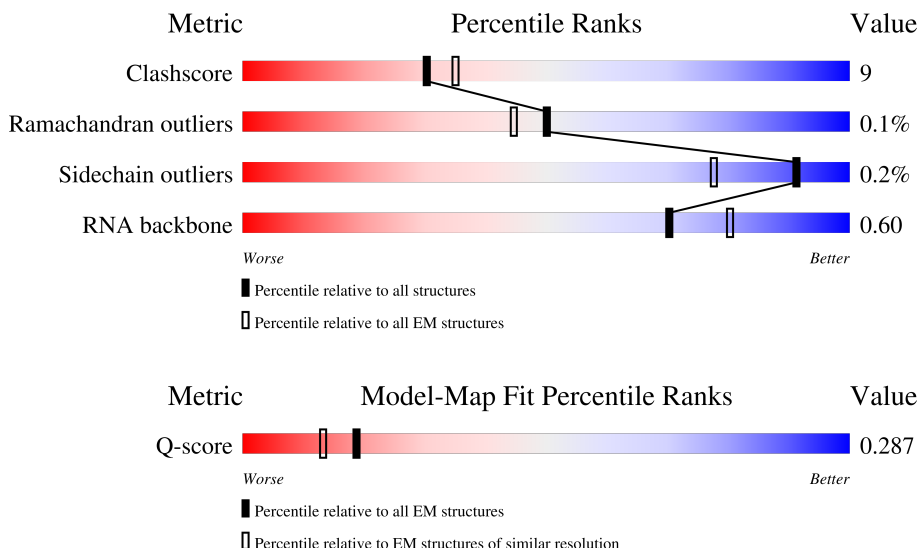 Metric Percentile Ranks Value
Clashscore 9
Ramachandran outliers 0.1%
Sidechain outliers 0.2%
RNA backbone 0.60
Worse Better
Percentile relative to all structures
Percentile relative to all EM structures
Metric Model-Map Fit Percentile Ranks Value
Q-score 0.287
Worse Better
Percentile relative to all EM structures
Percentile relative to EM structures of similar resolution